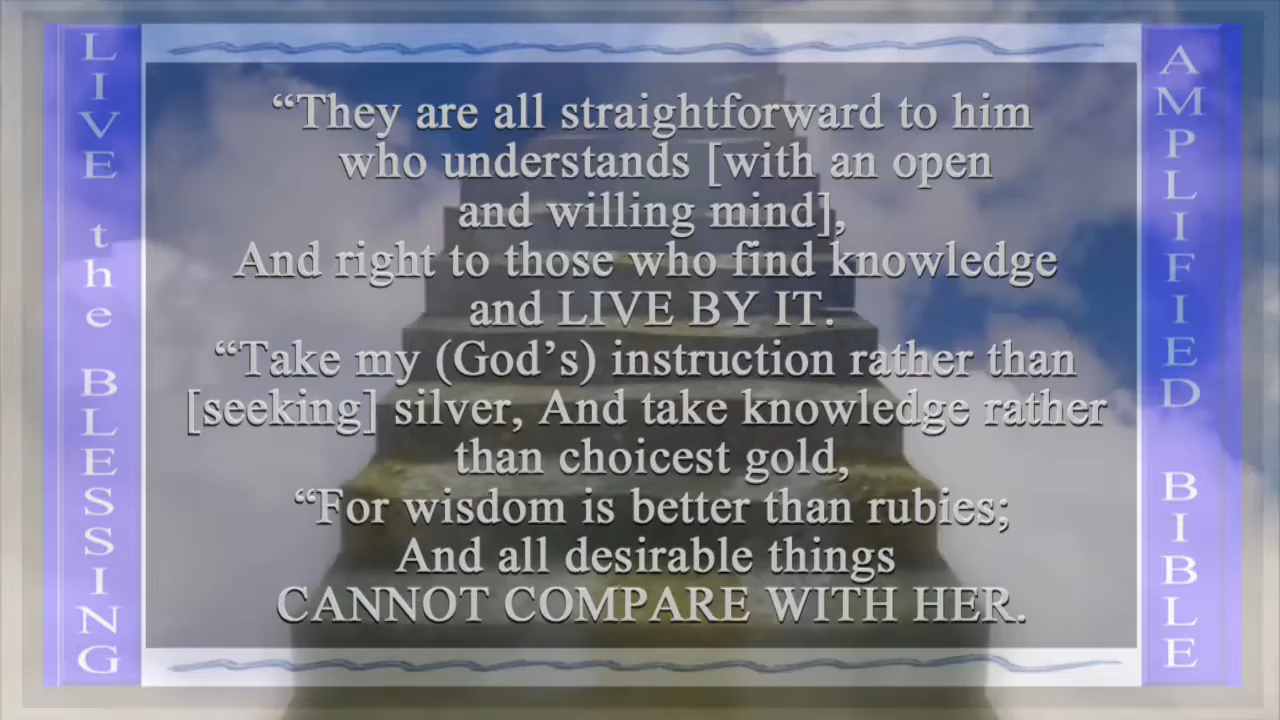 LIVE the BLESSING
“They are all straightforward to him
who understands [with an open
and willing mind],
And right to those who find knowledge
and LIVE BY IT.
“Take my (God’s) instruction rather than
[seeking] silver, And take knowledge rather
than choicest gold,
“For wisdom is better than rubies;
And all desirable things
CANNOT COMPARE WITH HER.
AMPLIFIED BIBLE